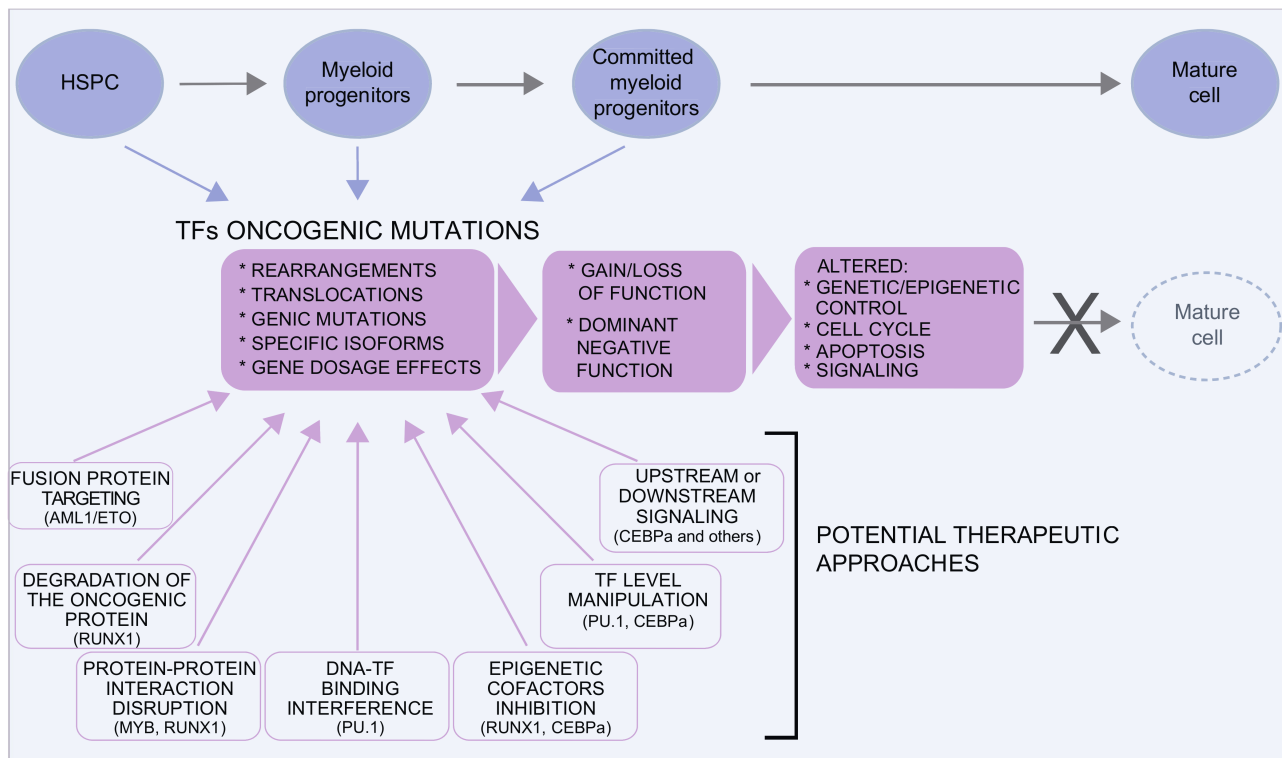 HSPC
Myeloid
progenitors
Committed
myeloid
progenitors
Mature
cell
TFs ONCOGENIC MUTATIONS
* REARRANGEMENTS
* TRANSLOCATIONS
* GENIC MUTATIONS
* SPECIFIC ISOFORMS
* GENE DOSAGE EFFECTS
* GAIN/LOSS
OF FUNCTION
* DOMINANT
NEGATIVE
FUNCTION
ALTERED:
* GENETIC/EPIGENETIC
CONTROL
* CELL CYCLE
* APOPTOSIS
* SIGNALING
X
Mature
cell
FUSION PROTEIN
TARGETING
(AML1/ETO)
DEGRADATION OF
THE ONCOGENIC
PROTEIN
(RUNX1)
PROTEIN-PROTEIN
INTERACTION
DISRUPTION
(MYB, RUNX1)
DNA-TF
BINDING
INTERFERENCE
(PU.1)
EPIGENETIC
COFACTORS
INHIBITION
(RUNX1, CEBPa)
TF LEVEL
MANIPULATION
(PU.1, CEBPa)
UPSTREAM or
DOWNSTREAM
SIGNALING
(CEBPa and others)
POTENTIAL THERAPEUTIC
APPROACHES